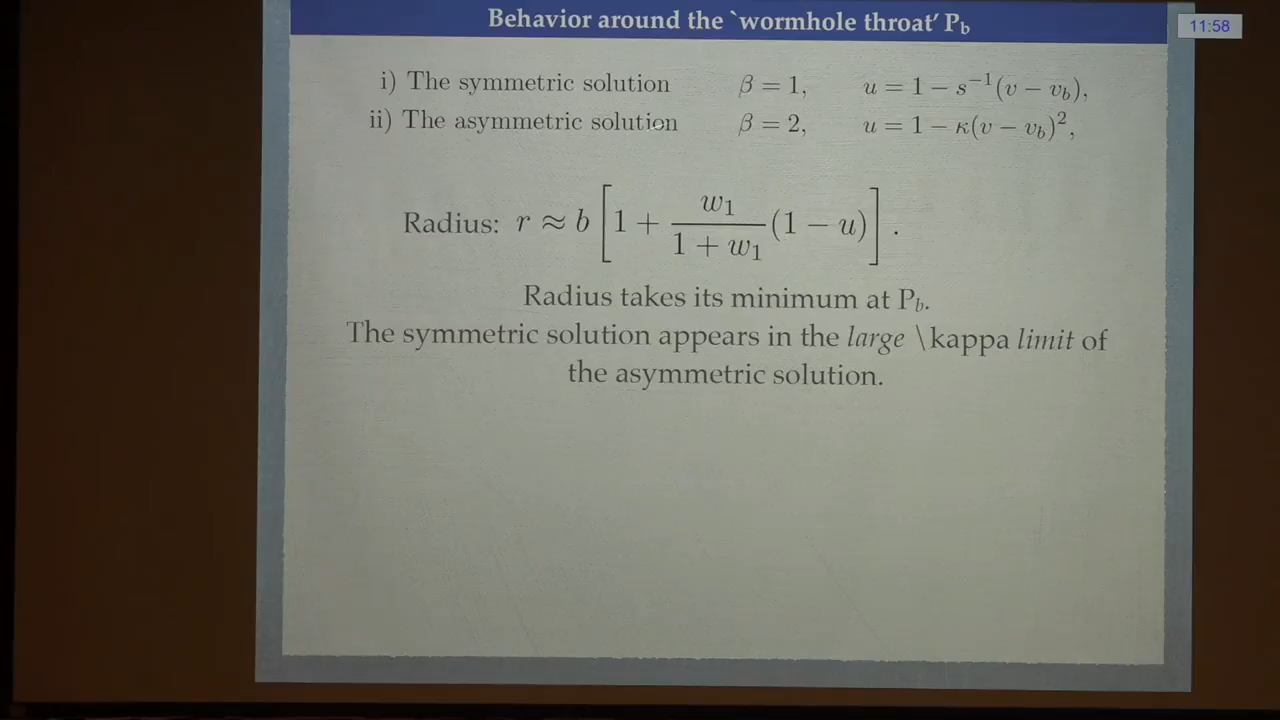 Behavior around the `wormhole throat' P_b
11:58
i) The symmetric solution β = 1, u = 1 − s⁻¹(v − v_b),
ii) The asymmetric solution β = 2, u = 1 − κ(v − v_b)²,
Radius: r ≈ b [1 + w₁/(1 + w₁) (1 − u)].
Radius takes its minimum at P_b.
The symmetric solution appears in the large \kappa limit of
the asymmetric solution.